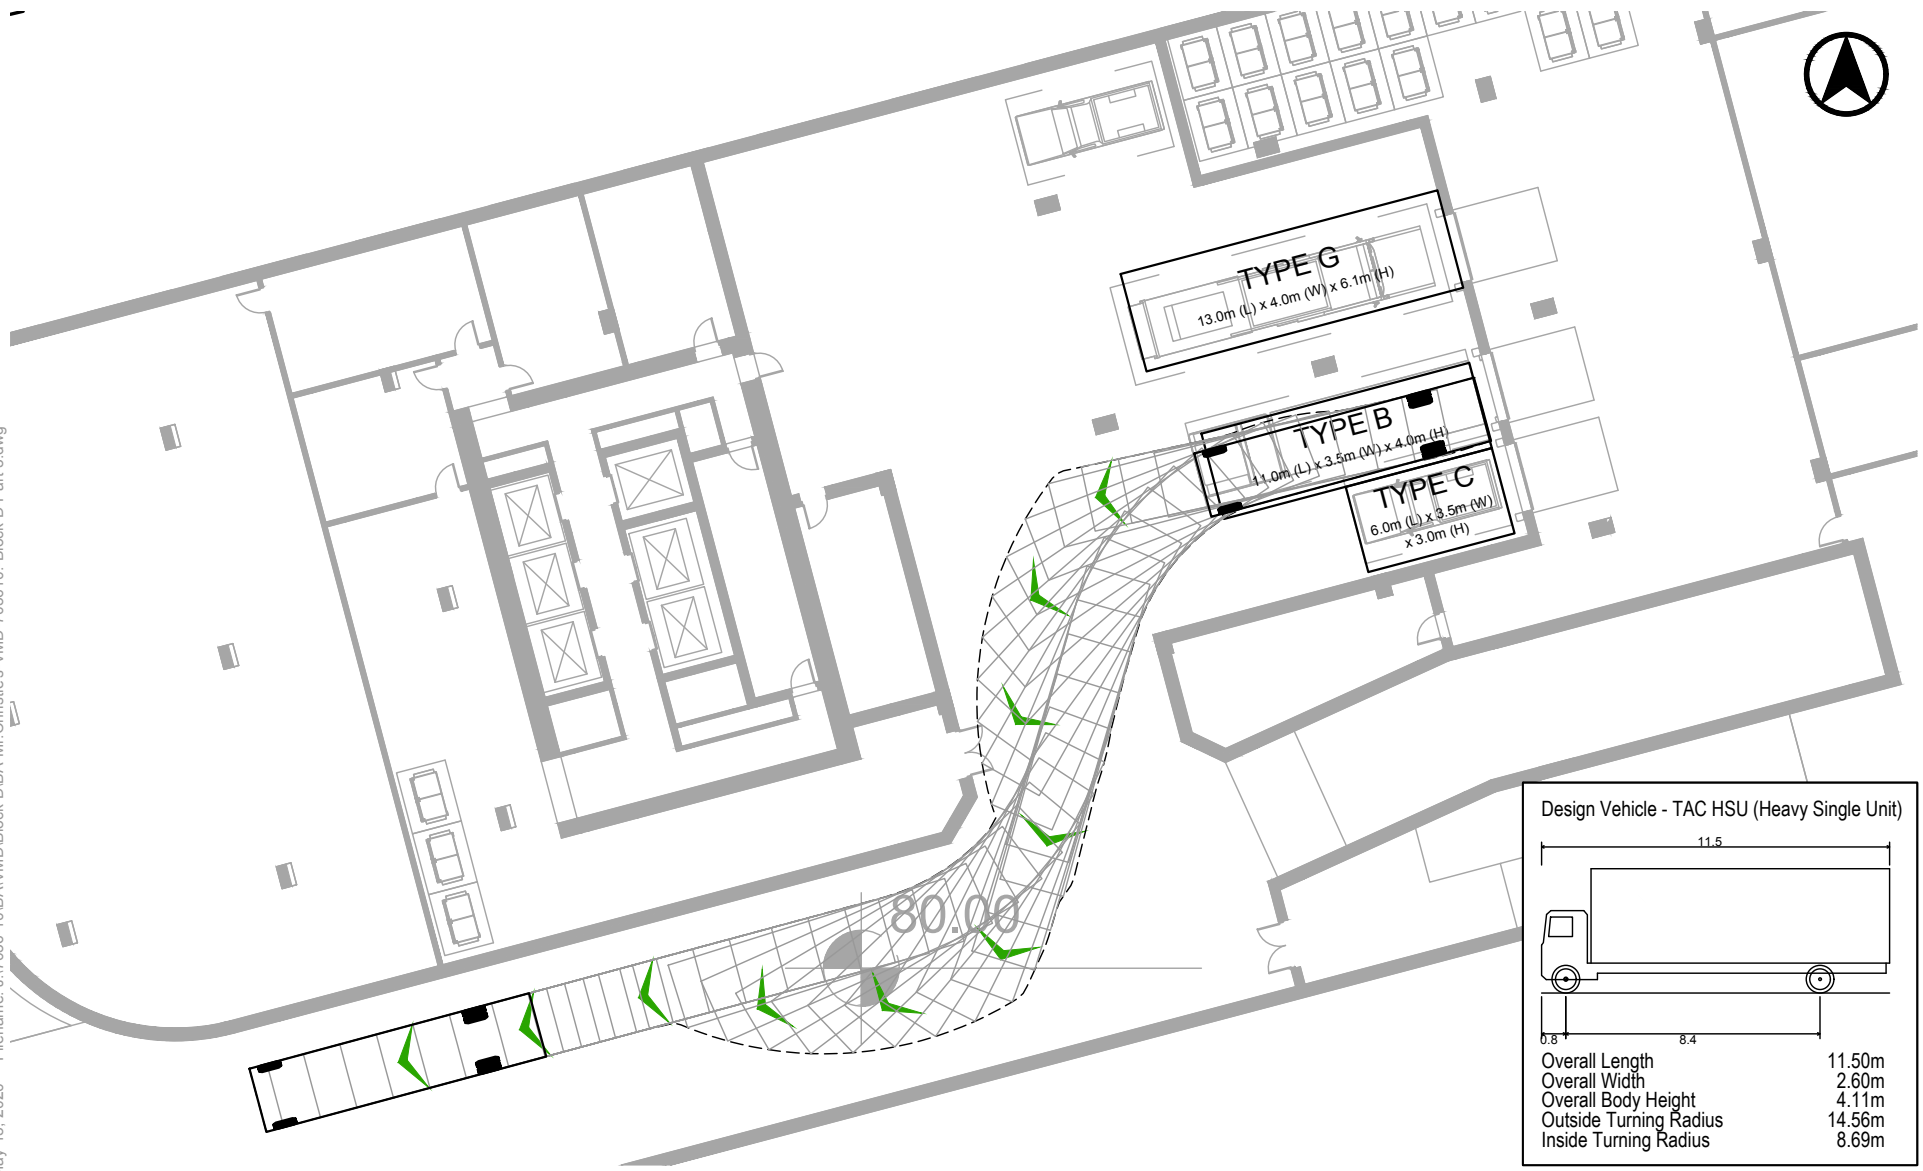 TYPE G
13.0m (L) x 4.0m (W) x 6.1m (H)
TYPE B
11.0m (L) x 3.5m (W) x 4.0m (H)
TYPE C
6.0m (L) x 3.5m (W)
x 3.0m (H)
80.00
Design Vehicle - TAC HSU (Heavy Single Unit)
11.5
0.8
8.4
Overall Length 11.50m
Overall Width 2.60m
Overall Body Height 4.11m
Outside Turning Radius 14.56m
Inside Turning Radius 8.69m